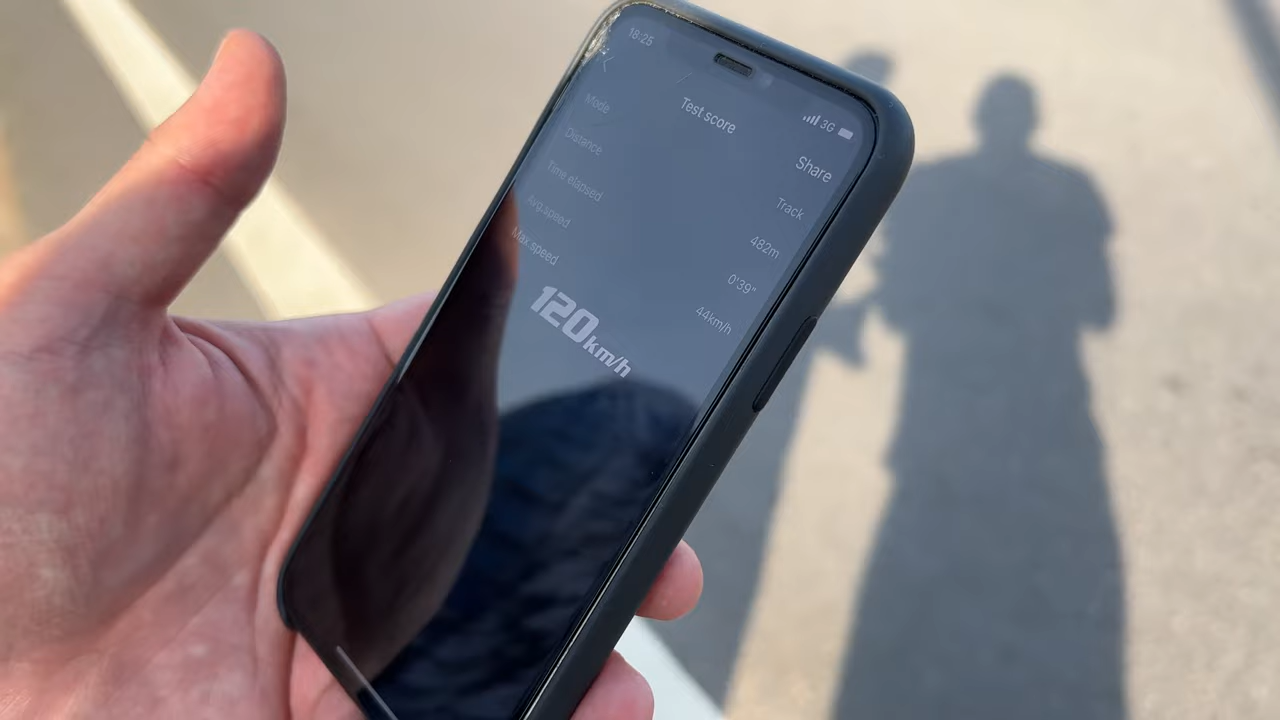 18:25
3G
Test score
Share
Mode Track
Distance 482m
Time elapsed 0'39"
Avg.speed 44km/h
Max.speed
120km/h